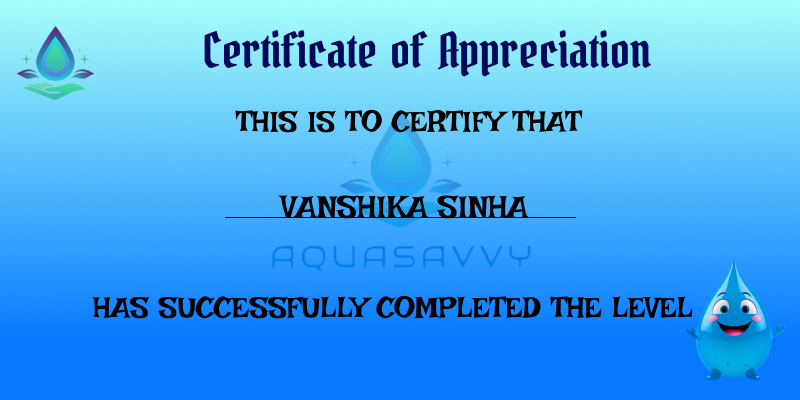 Certificate of Appreciation
THIS IS TO CERTIFY THAT
VANSHIKA SINHA
AQUASAVVY
HAS SUCCESSFULLY COMPLETED THE LEVEL